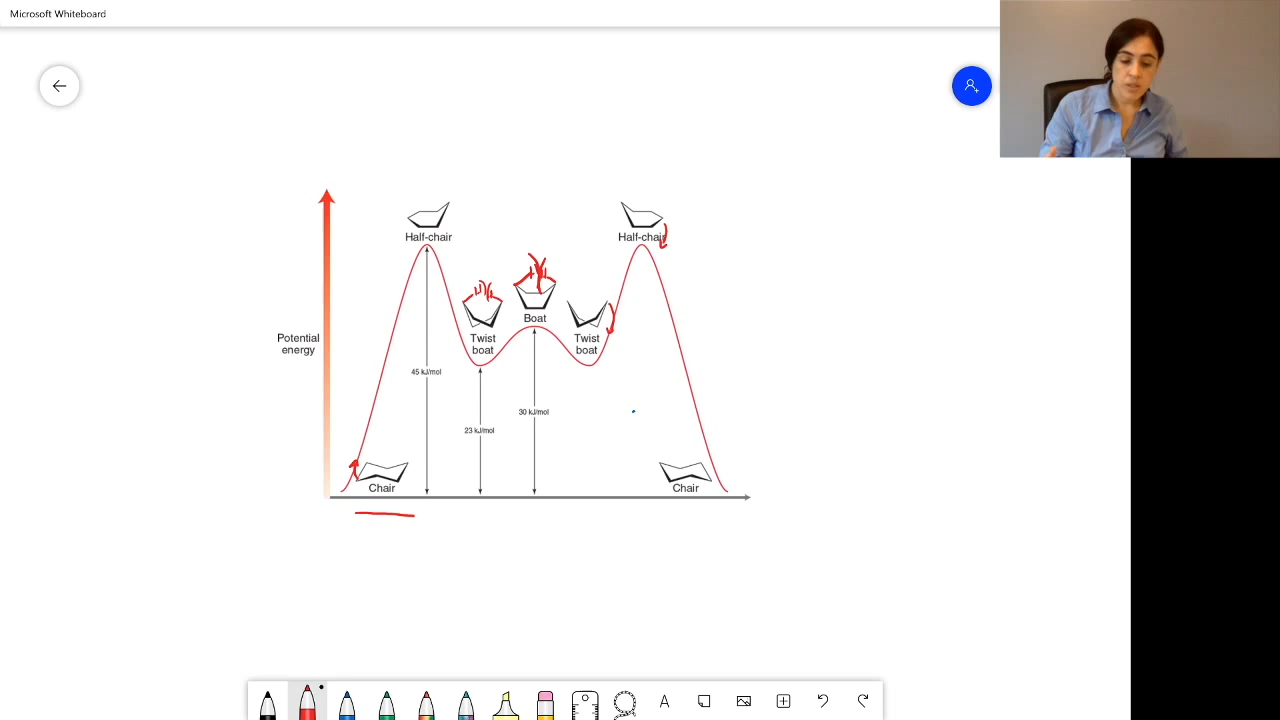 Microsoft Whiteboard
Half-chair
Half-chair
Boat
Twist
boat
Twist
boat
Potential
energy
45 kJ/mol
30 kJ/mol
23 kJ/mol
Chair
Chair
A